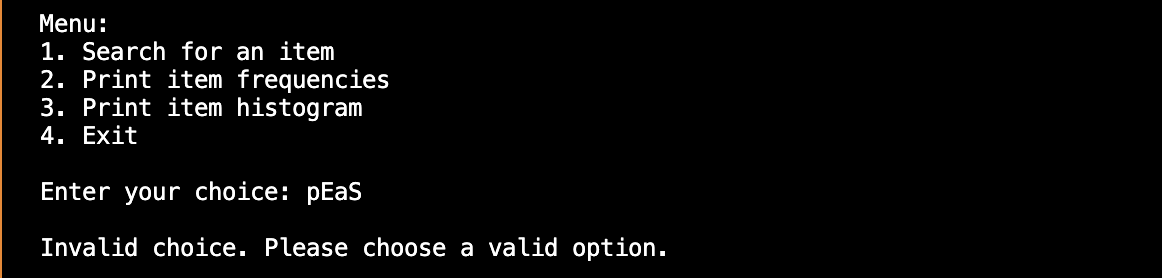 Menu:
1. Search for an item
2. Print item frequencies
3. Print item histogram
4. Exit
Enter your choice: pEaS
Invalid choice. Please choose a valid option.